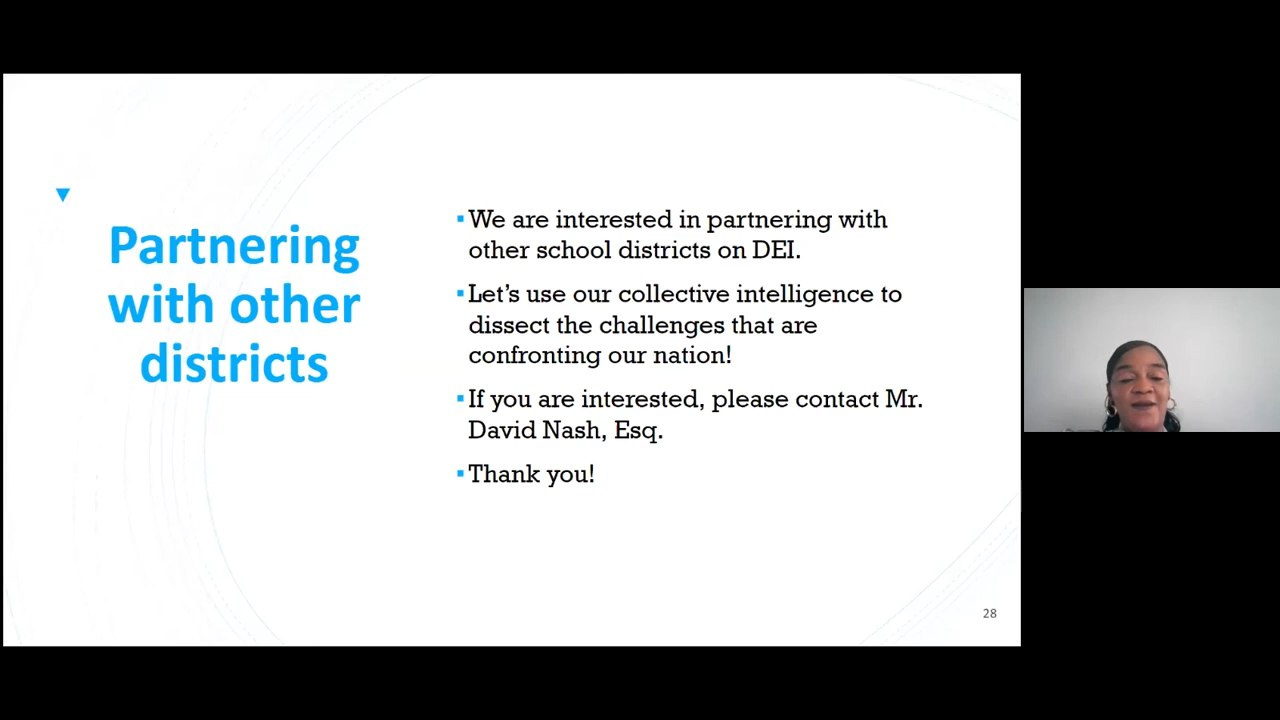 Partnering
with other
districts
We are interested in partnering with
other school districts on DEI.
Let’s use our collective intelligence to
dissect the challenges that are
confronting our nation!
If you are interested, please contact Mr.
David Nash, Esq.
Thank you!
28